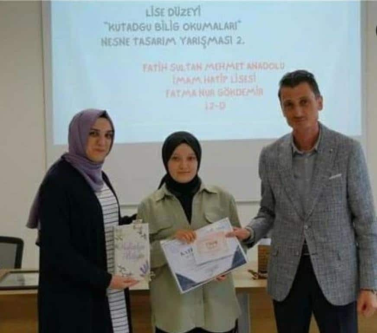 LİSE DÜZEYİ
"KUTADGU BİLİG OKUMALARI"
NESNE TASARIM YARIŞMASI 2.
FATİH SULTAN MEHMET ANADOLU
İMAM HATİP LİSESİ
FATMA NUR GÖKDEMİR
12-D